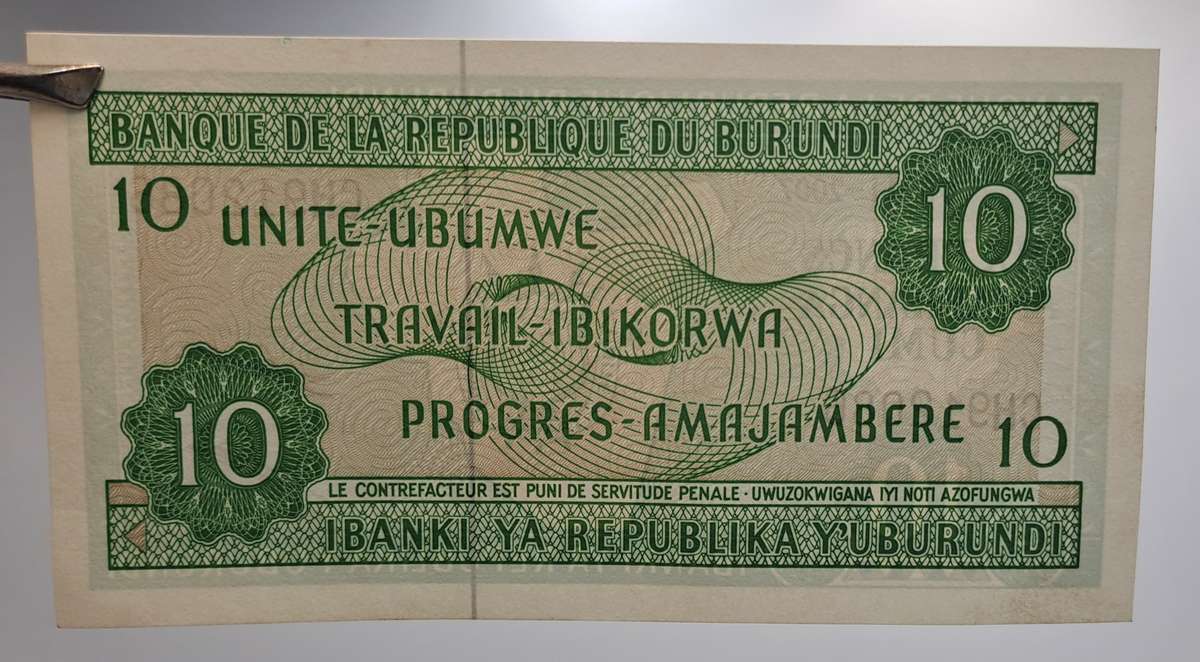 BANQUE DE LA REPUBLIQUE DU BURUNDI
10
UNITE-UBUMWE
10
TRAVAIL-IBIKORWA
PROGRES-AMAJAMBERE
10
10
LE CONTREFACTEUR EST PUNI DE SERVITUDE PENALE · UWUZOKWIGANA IYI NOTI AZOFUNGWA
IBANKI YA REPUBLIKA Y'UBURUNDI